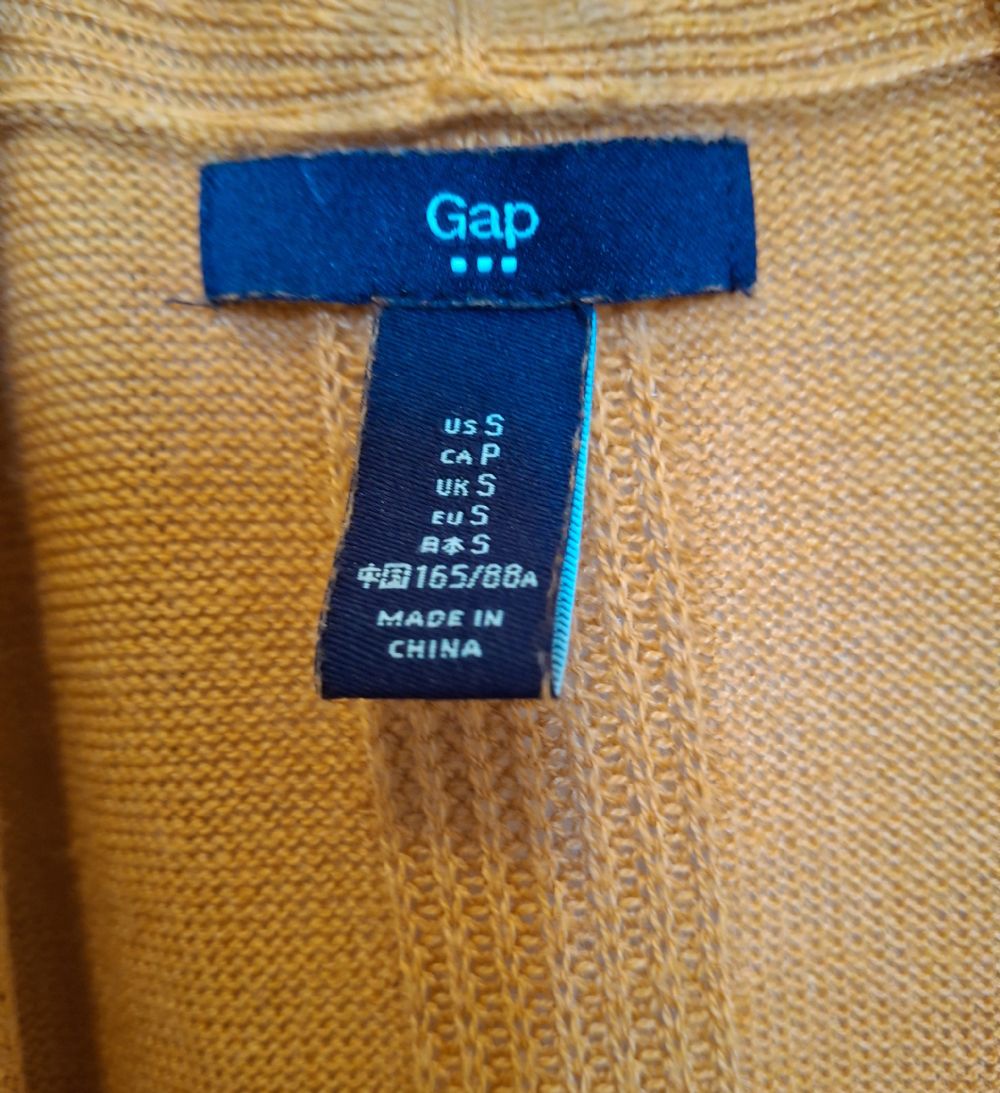 Gap
US S
CA P
UK S
EU S
日本 S
中国 165/88A
MADE IN
CHINA